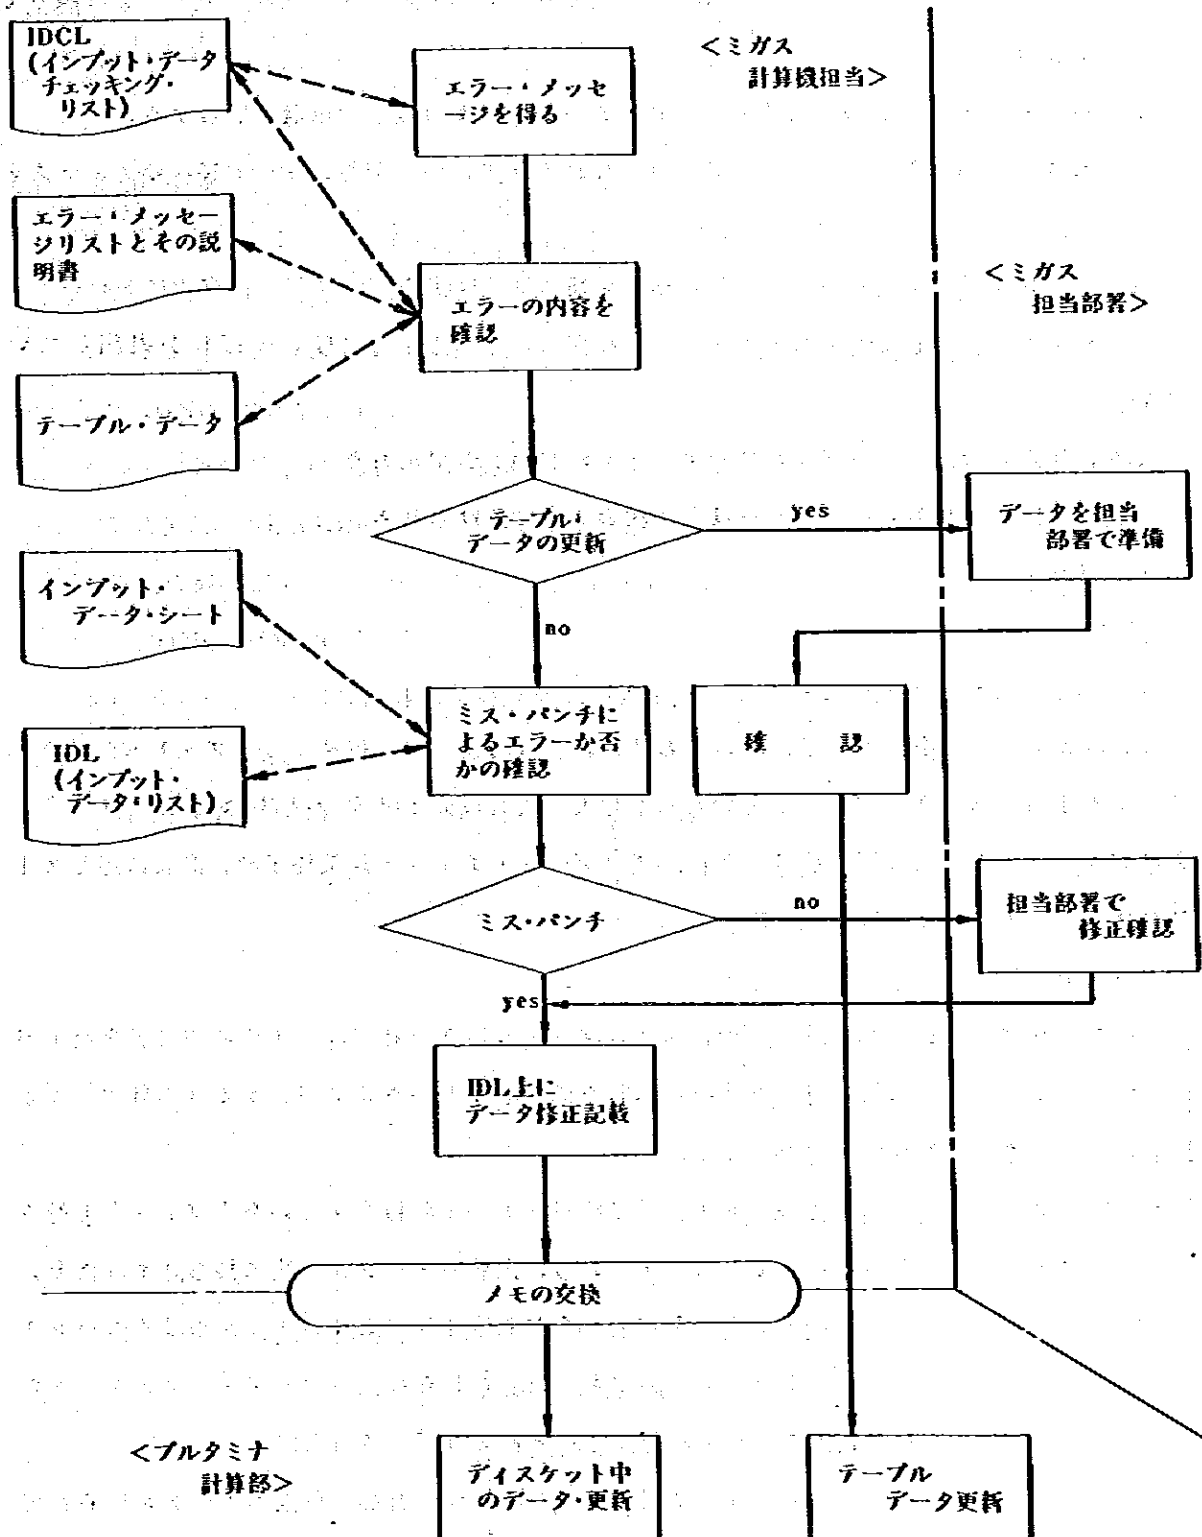 IDCL
(インプット・データ
チェッキング・
リスト)
エラー・メッセ
ージを得る
<ミガス
計算機担当>
エラー・メッセー
ジリストとその説
明書
エラーの内容を
確認
<ミガス
担当部署>
テーブル・データ
テーブル・
データの更新
yes
データを担当
部署で準備
no
インプット・
データ・シート
ミス・パンチに
よるエラーか否
かの確認
確 認
IDL
(インプット・
データ・リスト)
ミス・パンチ
no
担当部署で
修正確認
yes
IDL上に
データ修正記載
メモの交換
<プルタミナ
計算部>
ディスケット中
のデータ・更新
テーブル
データ更新